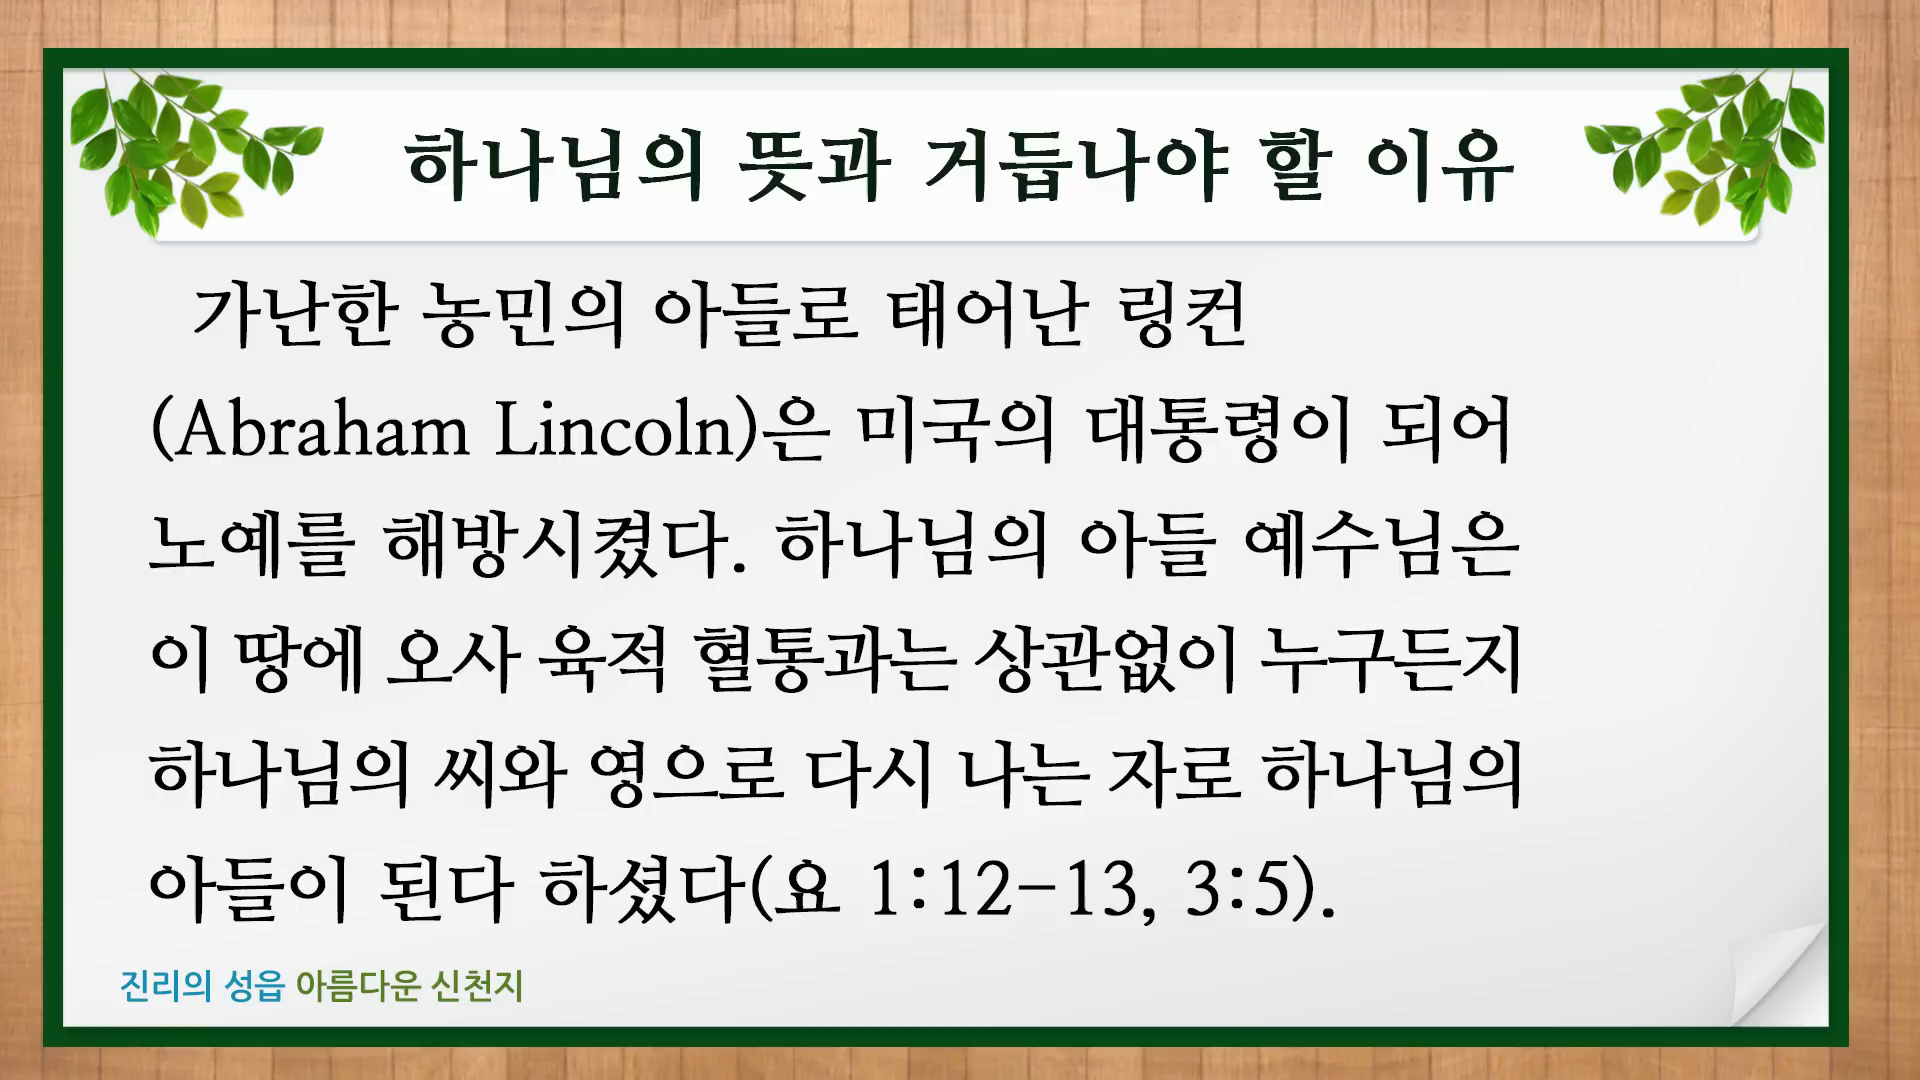 하나님의 뜻과 거듭나야 할 이유
가난한 농민의 아들로 태어난 링컨
(Abraham Lincoln)은 미국의 대통령이 되어
노예를 해방시켰다. 하나님의 아들 예수님은
이 땅에 오사 육적 혈통과는 상관없이 누구든지
하나님의 씨와 영으로 다시 나는 자로 하나님의
아들이 된다 하셨다(요 1:12-13, 3:5).
진리의 성읍 아름다운 신천지